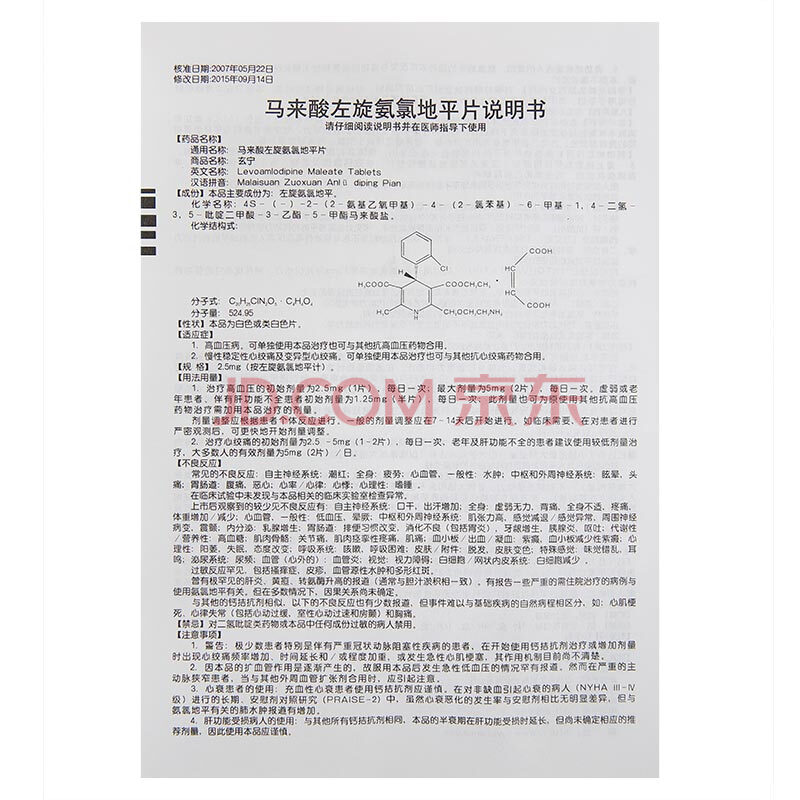 核准日期:2007年05月22日
修改日期:2015年09月14日
马来酸左旋氨氯地平片说明书
请仔细阅读说明书并在医师指导下使用
【药品名称】
通用名称: 马来酸左旋氨氯地平片
商品名称: 玄宁
英文名称: Levoamlodipine Maleate Tablets
汉语拼音: Malaisuan Zuoxuan Anlü diping Pian
【成份】本品主要成份为: 左旋氨氯地平。
化学名称: 4S-(-)-2-(2-氨基乙氧甲基)-4-(2-氯苯基)-6-甲基-1,4-二氢-
3,5-吡啶二甲酸-3-乙酯-5-甲酯马来酸盐。
化学结构式:
Cl
COOH
H
H₃COOC
COOCH₂CH₃
H₃C
N
H
CH₂OCH₂CH₂NH₂
HC
HC
COOH
分子式: C₂₀H₂₅ClN₂O₅·C₄H₄O₄
分子量: 524.95
【性状】本品为白色或类白色片。
【适应症】
1. 高血压病。可单独使用本品治疗也可与其他抗高血压药物合用。
2. 慢性稳定性心绞痛及变异型心绞痛。可单独使用本品治疗也可与其他抗心绞痛药物合用。
【规 格】 2.5mg(按左旋氨氯地平计)。
【用法用量】
1. 治疗高血压的初始剂量为2.5mg(1片), 每日一次; 最大剂量为5mg(2片), 每日一次。虚弱或老
年患者、伴有肝功能不全患者初始剂量为1.25mg(半片), 每日一次; 此剂量也可为原使用其他抗高血压
药物治疗需加用本品治疗的剂量。
剂量调整应根据患者个体反应进行。一般的剂量调整应在7-14天后开始进行。如临床需要, 在对患者进行
严密观测后, 可更快地开始剂量调整。
2. 治疗心绞痛的初始剂量为2.5-5mg(1-2片), 每日一次, 老年及肝功能不全的患者建议使用较低剂量治
疗, 大多数人的有效剂量为5mg(2片)/日。
【不良反应】
常见的不良反应: 自主神经系统: 潮红; 全身: 疲劳; 心血管, 一般性: 水肿; 中枢和外周神经系统: 眩晕、头
痛; 胃肠道: 腹痛、恶心; 心率/心律: 心悸; 心理性: 嗜睡。
在临床试验中未发现与本品相关的临床实验室检查异常。
上市后观察到的较少见不良反应有: 自主神经系统: 口干、出汗增加; 全身: 虚弱无力、背痛、全身不适、疼痛、
体重增加/减少; 心血管, 一般性: 低血压、晕厥; 中枢和外周神经系统: 肌张力高、感觉减退/感觉异常、周围神经
病变、震颤; 内分泌: 乳腺增生; 胃肠道: 排便习惯改变、消化不良(包括胃炎)、牙龈增生、胰腺炎、呕吐; 代谢性
/营养性: 高血糖; 肌肉骨骼: 关节痛、肌肉痉挛性疼痛、肌痛; 血小板/出血/凝血: 紫癜、血小板减少性紫癜; 心
理性: 阳萎、失眠、态度改变; 呼吸系统: 咳嗽、呼吸困难; 皮肤/附件: 脱发、皮肤变色; 特殊感觉: 味觉错乱、耳
鸣; 泌尿系统: 尿频; 血管(心外的): 血管炎; 视觉: 视力障碍; 白细胞/网状内皮系统: 白细胞减少。
过敏反应罕见, 包括搔痒症、皮疹、血管源性水肿和多形红斑。
曾有极罕见的肝炎、黄疸、转氨酶升高的报道(通常与胆汁淤积相一致)。有报告一些严重的需住院治疗的病例与
使用氨氯地平有关。但在多数情况下, 因果关系尚未确定。
与其他的钙拮抗剂相似, 以下的不良反应也有少数报道, 但事件难以与基础疾病的自然病程相区分, 如: 心肌梗
死、心律失常(包括心动过缓、室性心动过速和房颤)和胸痛。
【禁忌】对二氢吡啶类药物或本品中任何成份过敏的病人禁用。
【注意事项】
1. 警告: 极少数患者特别是伴有严重冠状动脉阻塞性疾病的患者, 在开始使用钙拮抗剂治疗或增加剂量
时出现心绞痛频率增加、时间延长和/或程度加重, 或发生急性心肌梗塞, 其作用机制目前尚不清楚。
2. 因本品的扩血管作用是逐渐产生的, 故服用本品后发生急性低血压的情况罕有报道。然而在严重的主
动脉狭窄患者, 当与其他外周血管扩张剂合用时, 应引起注意。
3. 心衰患者的使用: 充血性心衰患者使用钙拮抗剂应谨慎。在对非缺血引起心衰的病人(NYHA III-IV
级)进行的长期、安慰剂对照研究(PRAISE-2)中, 虽然心衰恶化的发生率与安慰剂相比无明显差异, 但与
氨氯地平有关的肺水肿报道有增加。
4. 肝功能受损病人的使用: 与其他所有钙拮抗剂相同, 本品的半衰期在肝功能受损时延长, 但尚未确定相应的推
荐剂量, 因此使用本品应谨慎。
JD.COM 京东